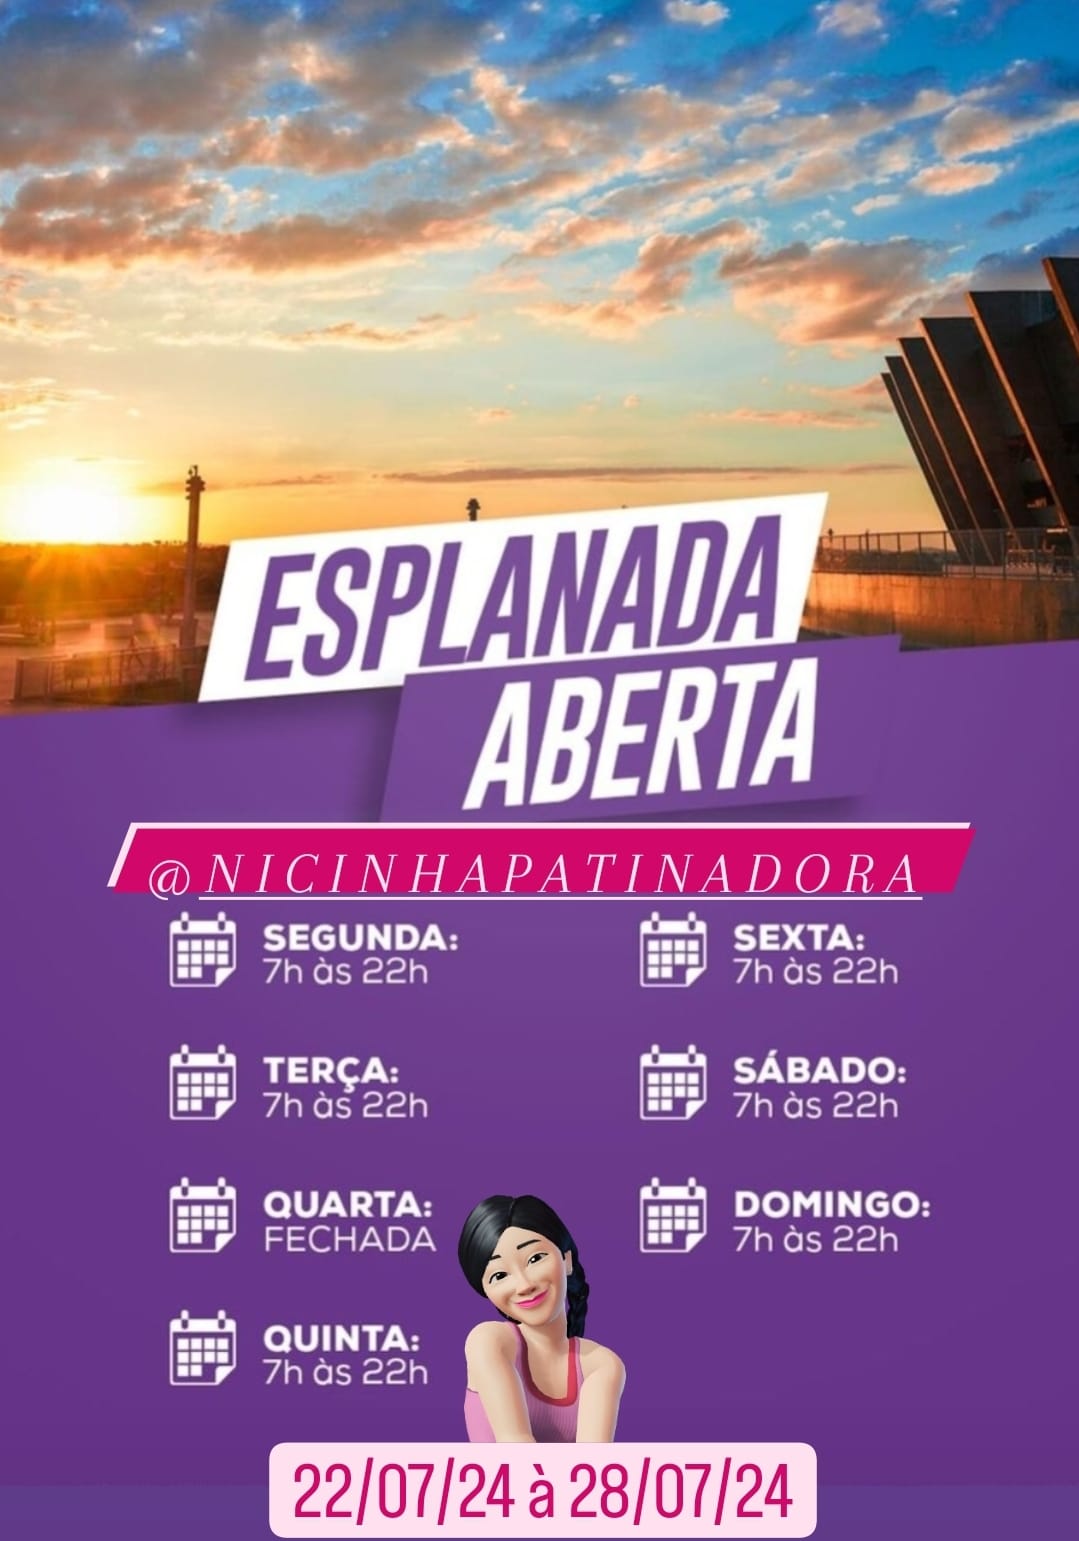 ESPLANADA
ABERTA
@NICINHAPATINADORA
SEGUNDA:
7h às 22h
TERÇA:
7h às 22h
QUARTA:
FECHADA
QUINTA:
7h às 22h
SEXTA:
7h às 22h
SÁBADO:
7h às 22h
DOMINGO:
7h às 22h
22/07/24 à 28/07/24